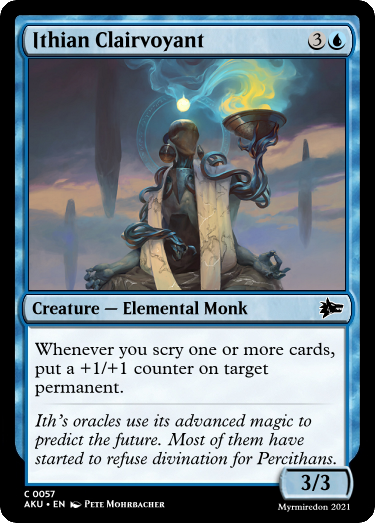 Ithian Clairvoyant 3
Creature — Elemental Monk
Whenever you scry one or more cards,
put a +1/+1 counter on target
permanent.
Ith's oracles use its advanced magic to
predict the future. Most of them have
started to refuse divination for Percithans.
3/3
C 0057
AKU • EN Pete Mohrbacher
Myrmiredon 2021